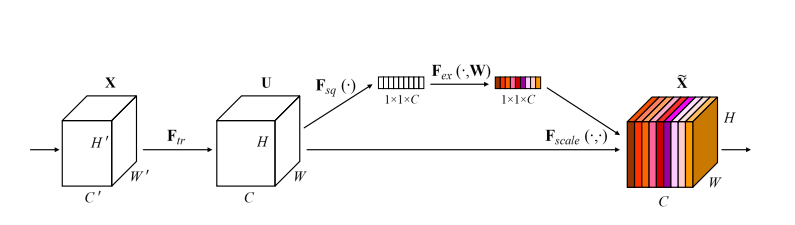 X
H′
W′
C′
F_tr
U
H
W
C
F_sq (·)
1×1×C
F_ex (·,W)
1×1×C
F_scale (·,·)
X̃
H
W
C